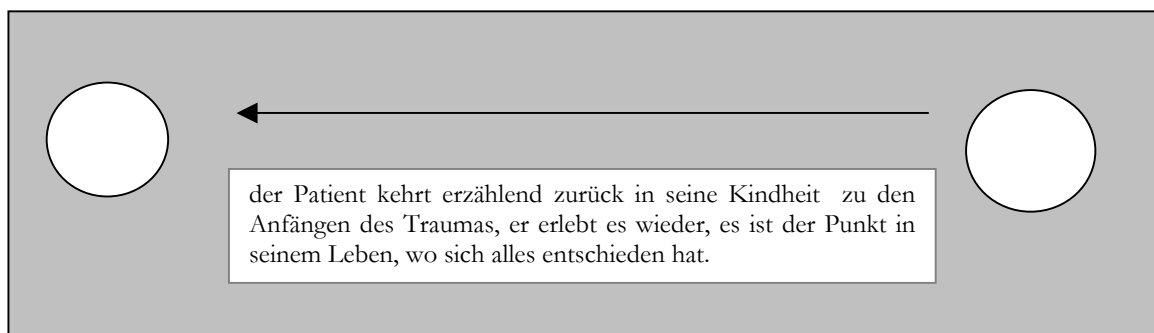 der Patient kehrt erzählend zurück in seine Kindheit zu den
Anfängen des Traumas, er erlebt es wieder, es ist der Punkt in
seinem Leben, wo sich alles entschieden hat.